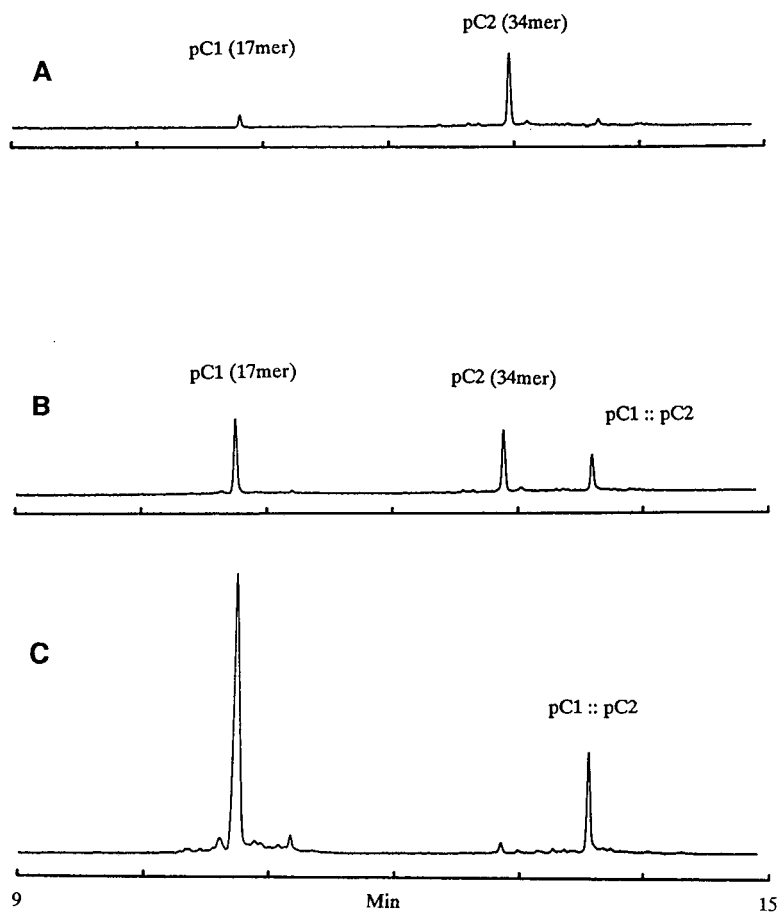 pC2 (34mer)
pC1 (17mer)
A
pC1 (17mer)
pC2 (34mer)
B
pC1 :: pC2
C
pC1 :: pC2
9
Min
15